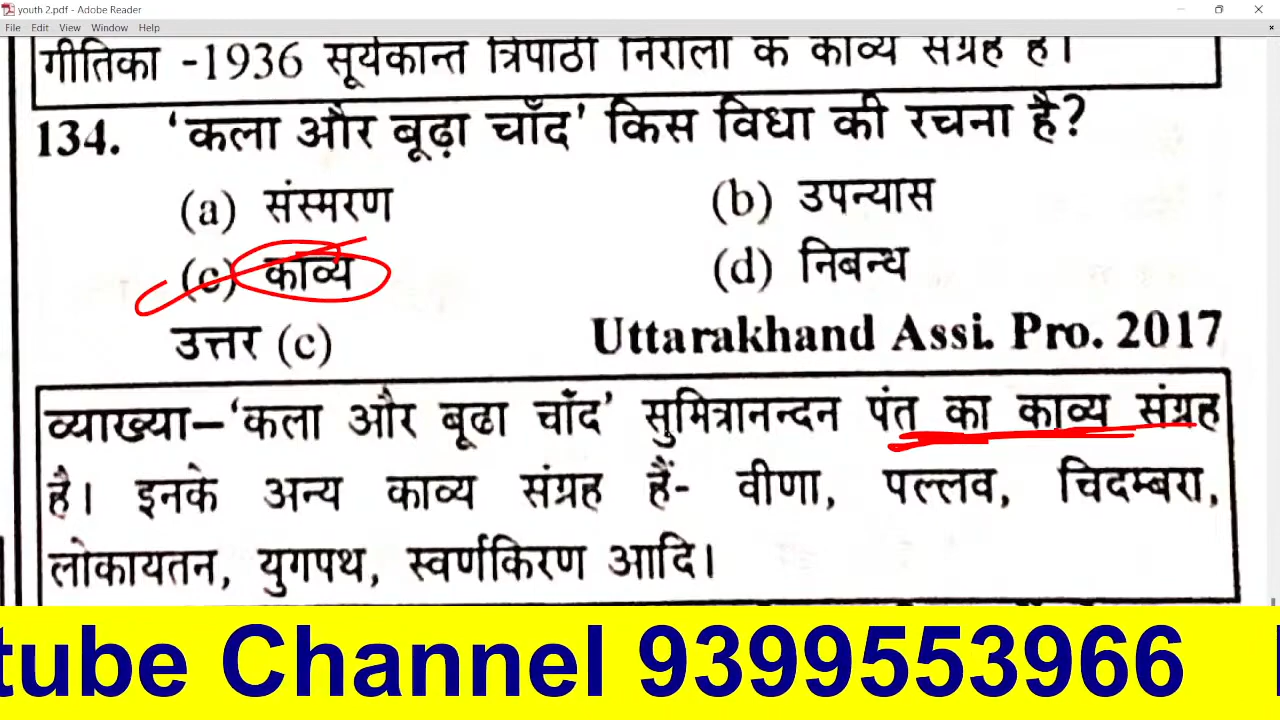 youth 2.pdf - Adobe Reader
File Edit View Window Help
गीतिका -1936 सूर्यकान्त त्रिपाठी निराला के काव्य संग्रह हैं।
134. 'कला और बूढ़ा चाँद' किस विधा की रचना है?
(a) संस्मरण (b) उपन्यास
(c) काव्य (d) निबन्ध
उत्तर (c) Uttarakhand Assi. Pro. 2017
व्याख्या–'कला और बूढा चाँद' सुमित्रानन्दन पंत का काव्य संग्रह
है। इनके अन्य काव्य संग्रह हैं- वीणा, पल्लव, चिदम्बरा,
लोकायतन, युगपथ, स्वर्णकिरण आदि।
tube Channel 9399553966